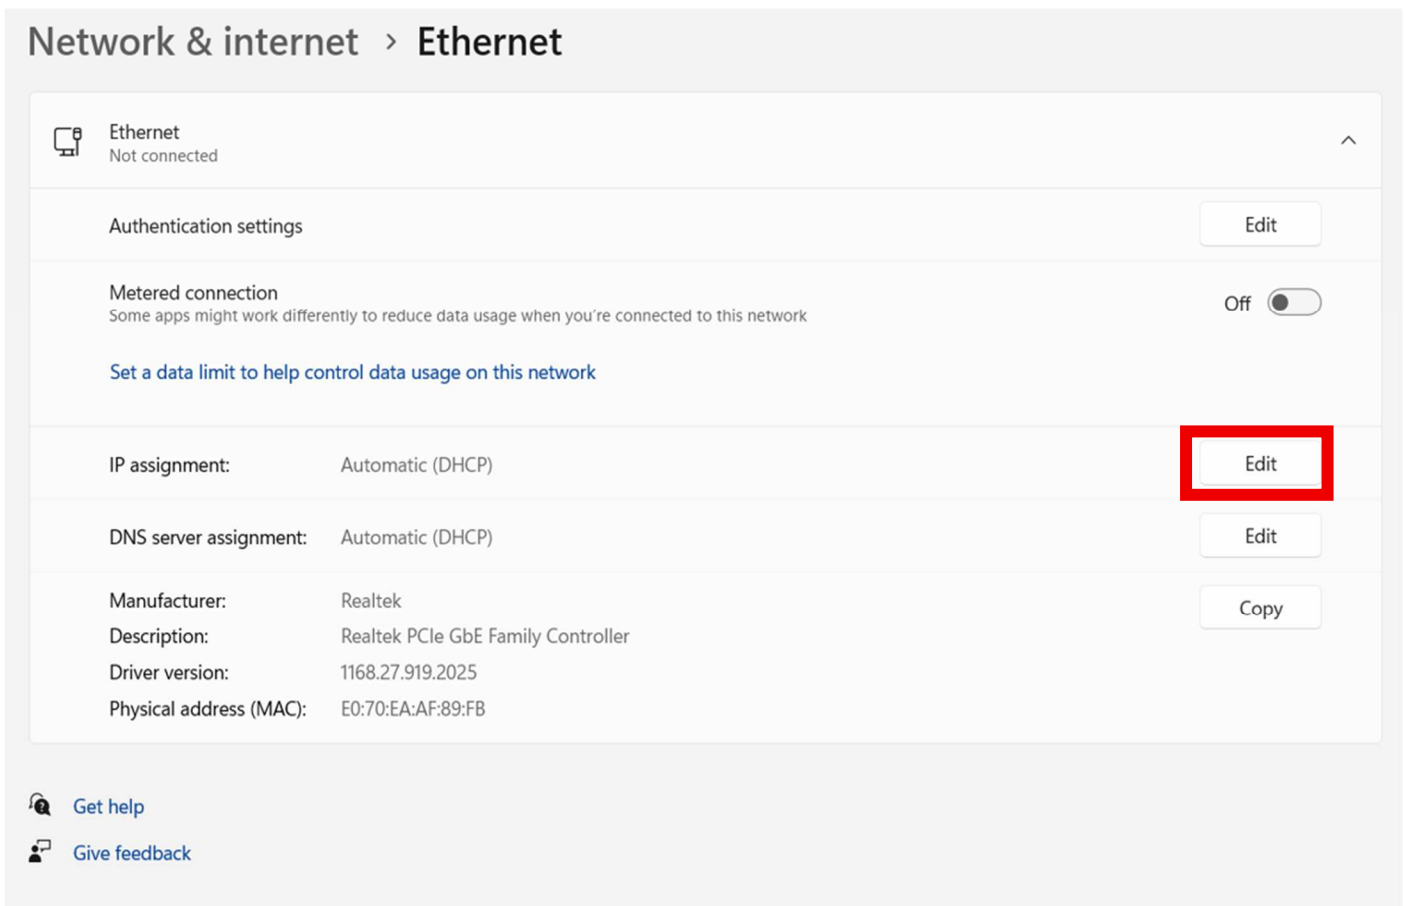 Network & internet > Ethernet
Ethernet
Not connected
Authentication settings Edit
Metered connection
Some apps might work differently to reduce data usage when you're connected to this network
Off
Set a data limit to help control data usage on this network
IP assignment: Automatic (DHCP) Edit
DNS server assignment: Automatic (DHCP) Edit
Manufacturer: Realtek Copy
Description: Realtek PCIe GbE Family Controller
Driver version: 1168.27.919.2025
Physical address (MAC): E0:70:EA:AF:89:FB
Get help
Give feedback